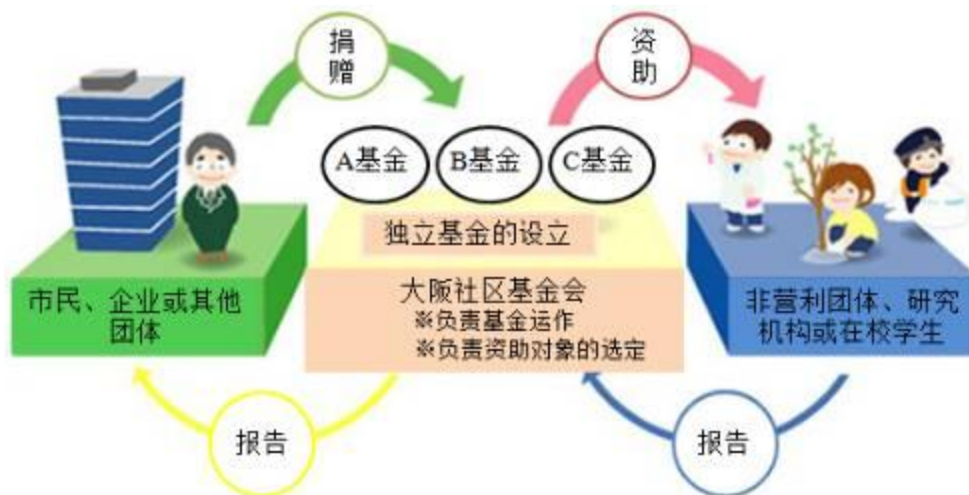 捐
赠
资
助
A基金
B基金
C基金
独立基金的设立
市民、企业或其他
团体
大阪社区基金会
※负责基金运作
※负责资助对象的选定
非营利团体、研究
机构或在校学生
报告
报告